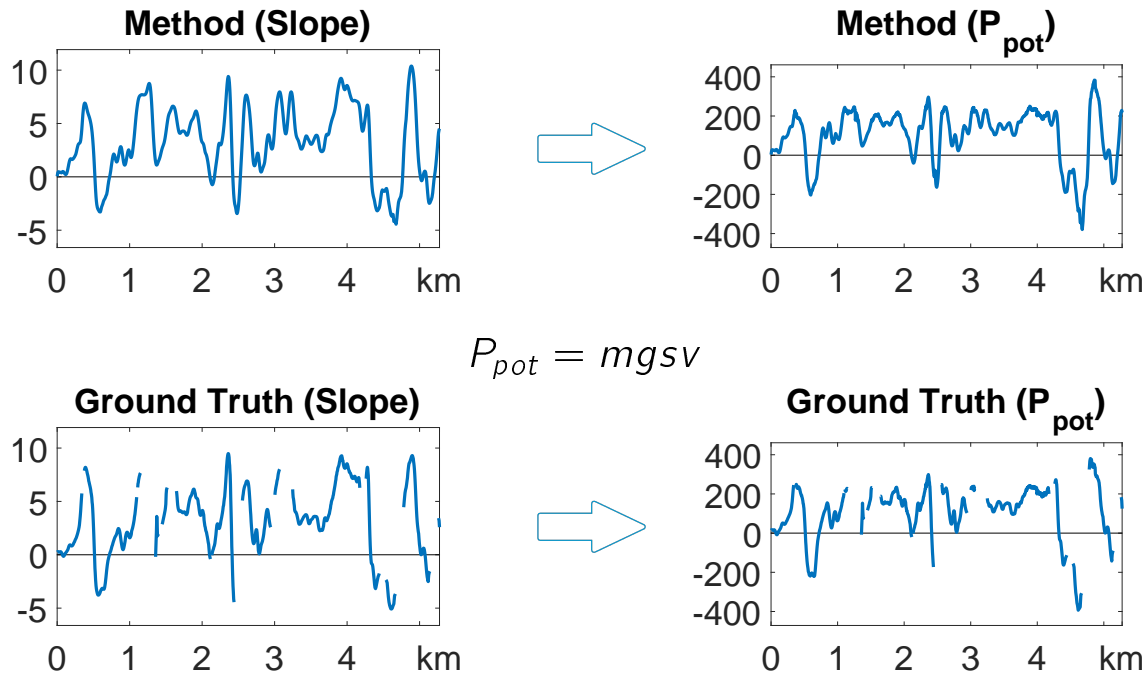 Method (Slope)
10
5
0
-5
0 1 2 3 4 km
Method (P_pot)
400
200
0
-200
-400
0 1 2 3 4 km
P_pot = mgsv
Ground Truth (Slope)
10
5
0
-5
0 1 2 3 4 km
Ground Truth (P_pot)
400
200
0
-200
-400
0 1 2 3 4 km